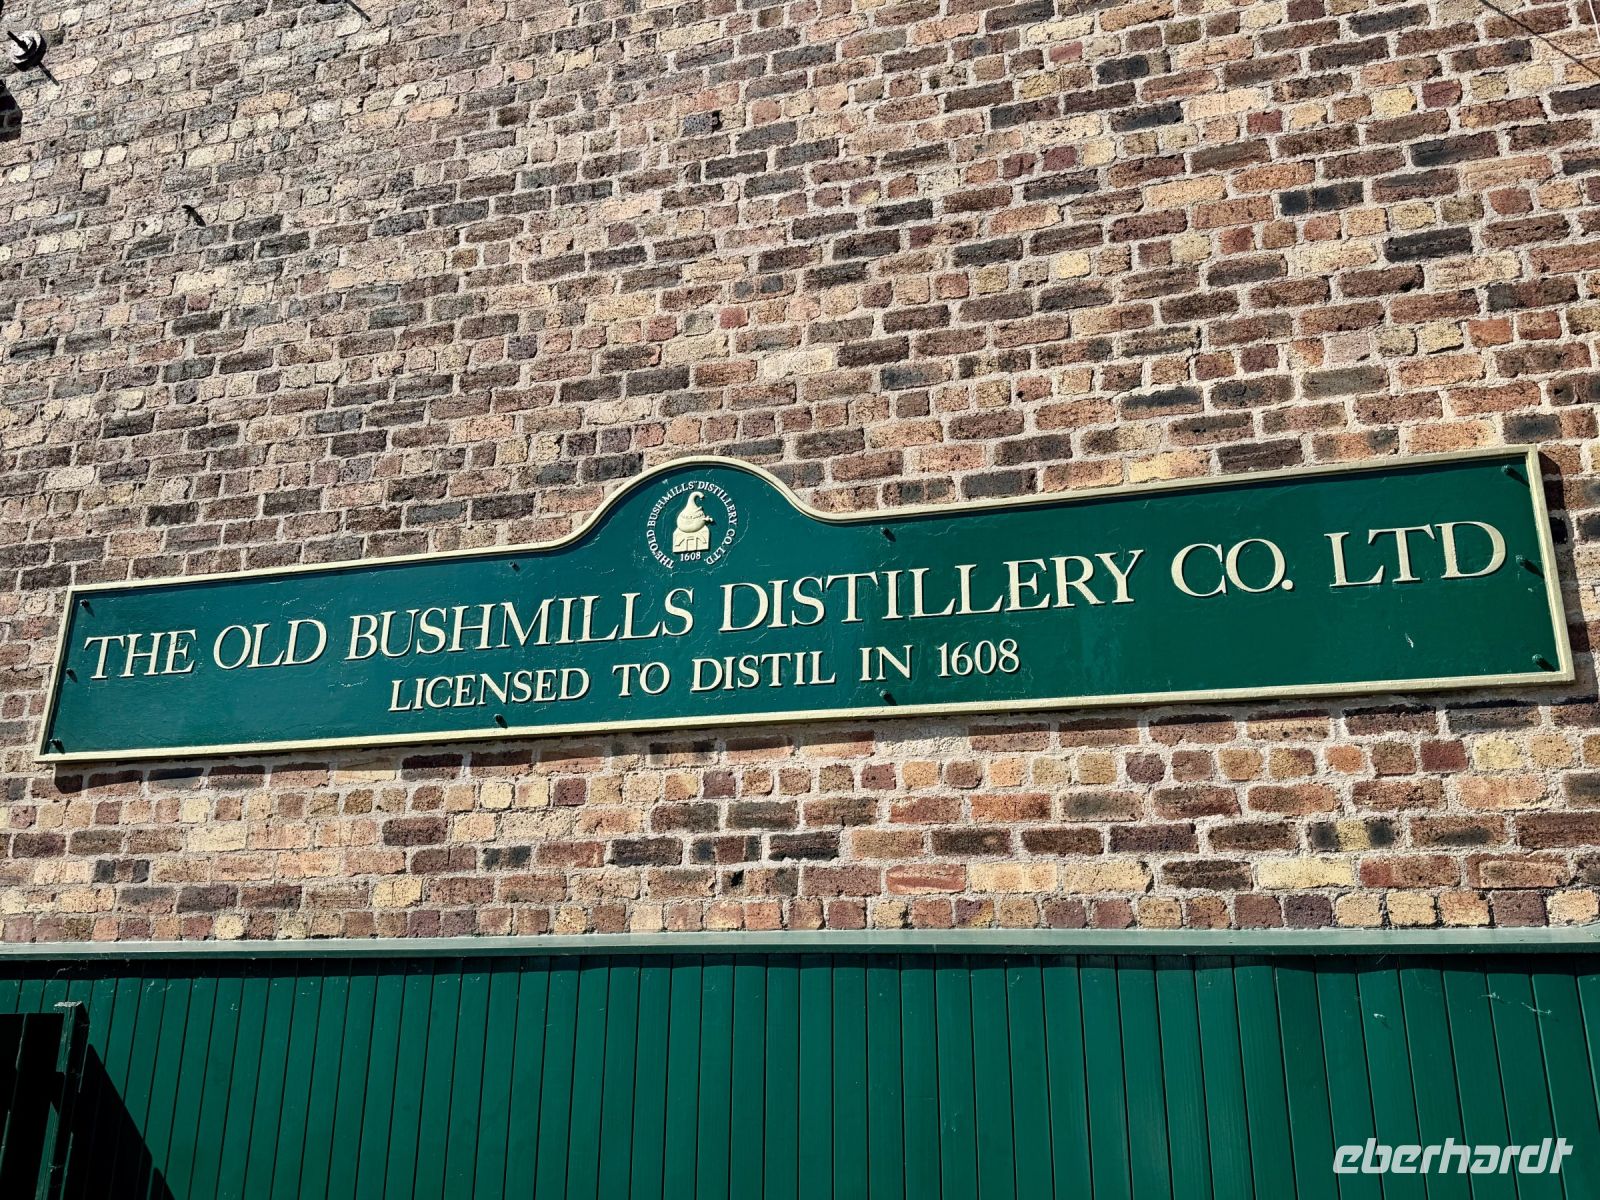 THE OLD BUSHMILLS DISTILLERY CO. LTD
1608
THE OLD BUSHMILLS DISTILLERY CO. LTD
LICENSED TO DISTIL IN 1608
eberhardt